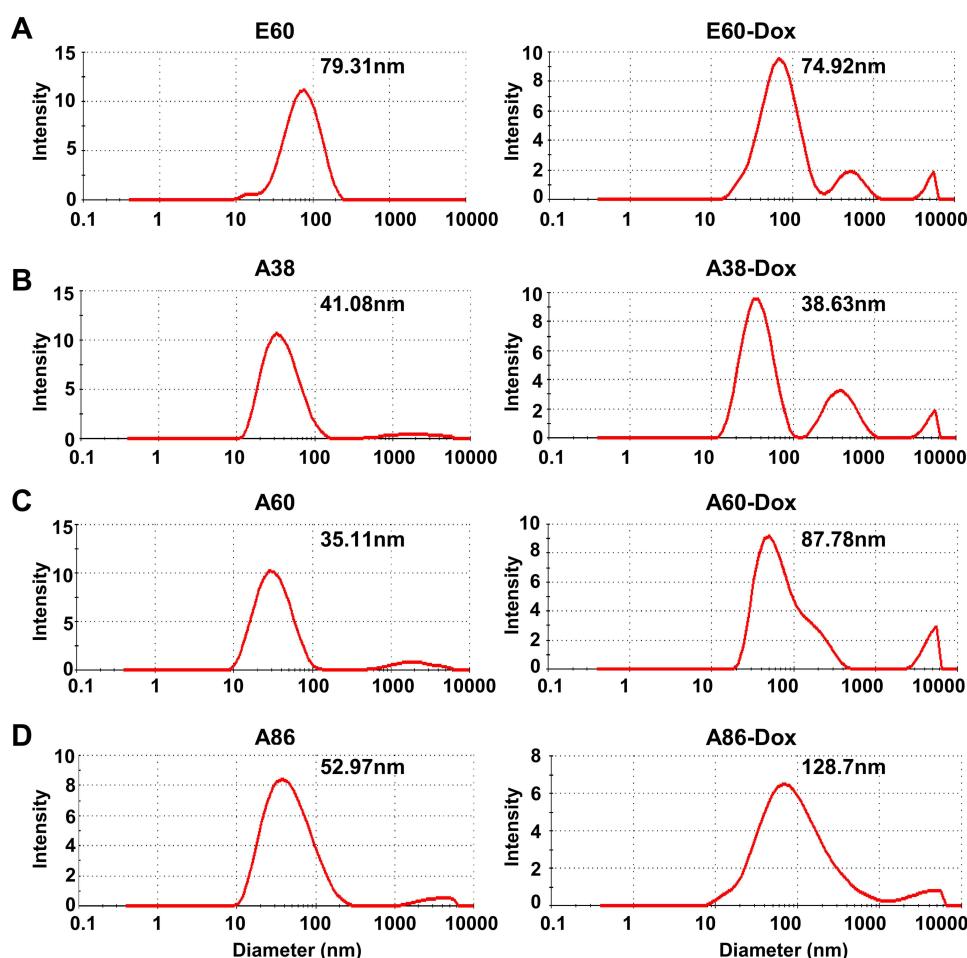 A
E60
E60-Dox
79.31nm
74.92nm
Intensity
15
10
5
0
0.1 1 10 100 1000 10000
Intensity
10
8
6
4
2
0
0.1 1 10 100 1000 10000
B
A38
A38-Dox
41.08nm
38.63nm
Intensity
15
10
5
0
0.1 1 10 100 1000 10000
Intensity
10
8
6
4
2
0
0.1 1 10 100 1000 10000
C
A60
A60-Dox
35.11nm
87.78nm
Intensity
15
10
5
0
0.1 1 10 100 1000 10000
Intensity
10
8
6
4
2
0
0.1 1 10 100 1000 10000
D
A86
A86-Dox
52.97nm
128.7nm
Intensity
10
8
6
4
2
0
0.1 1 10 100 1000 10000
Diameter (nm)
Intensity
8
6
4
2
0
0.1 1 10 100 1000 10000
Diameter (nm)